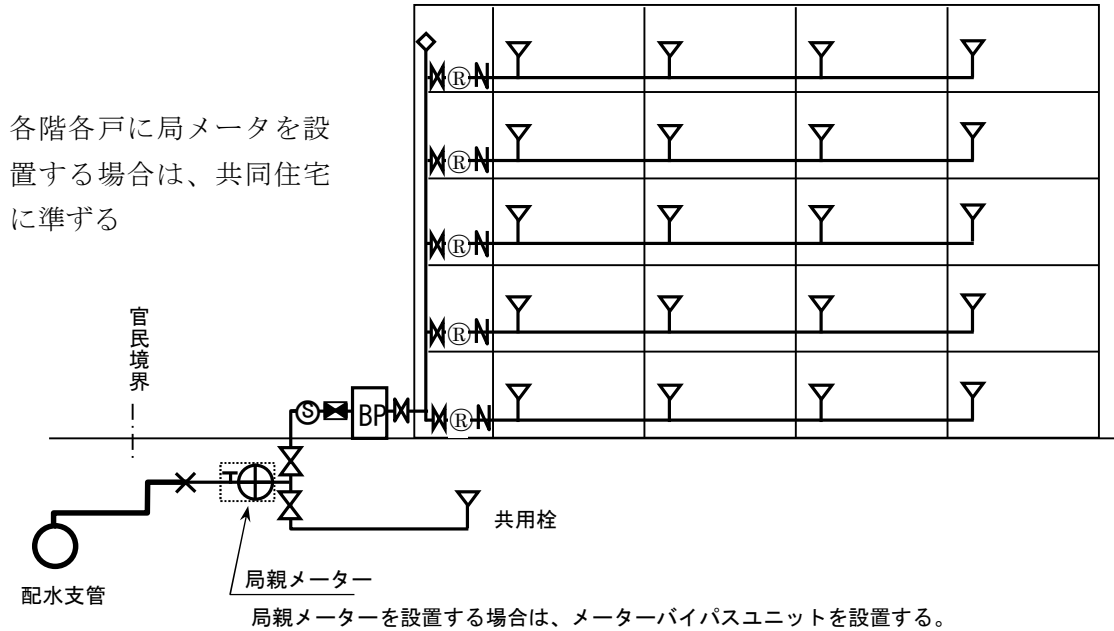 各階各戸に局メータを設
置する場合は、共同住宅
に準ずる
Ⓡ
Ⓡ
Ⓡ
Ⓡ
Ⓡ
官民境界
Ⓢ
BP
共用栓
配水支管
局親メーター
局親メーターを設置する場合は、メーターバイパスユニットを設置する。